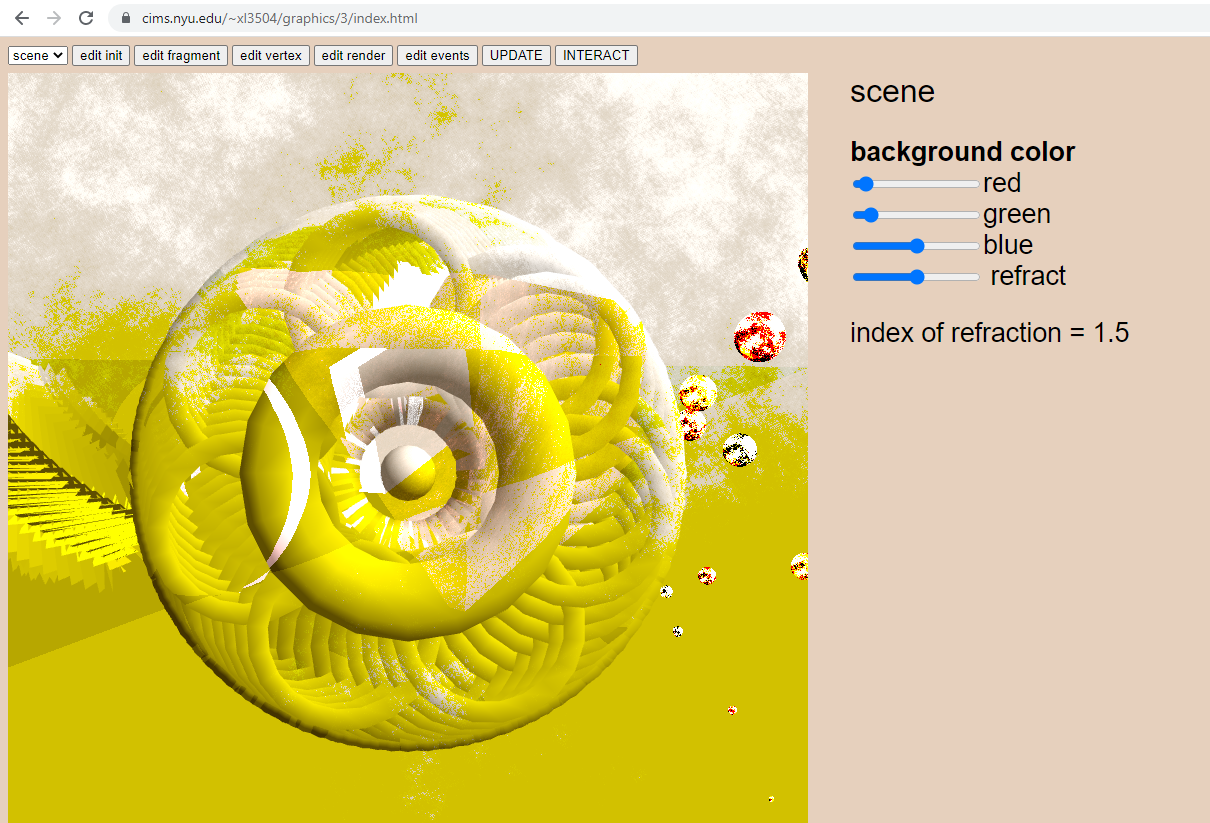 cims.nyu.edu/~xl3504/graphics/3/index.html
scene edit init edit fragment edit vertex edit render edit events UPDATE INTERACT
scene
background color
red
green
blue
refract
index of refraction = 1.5